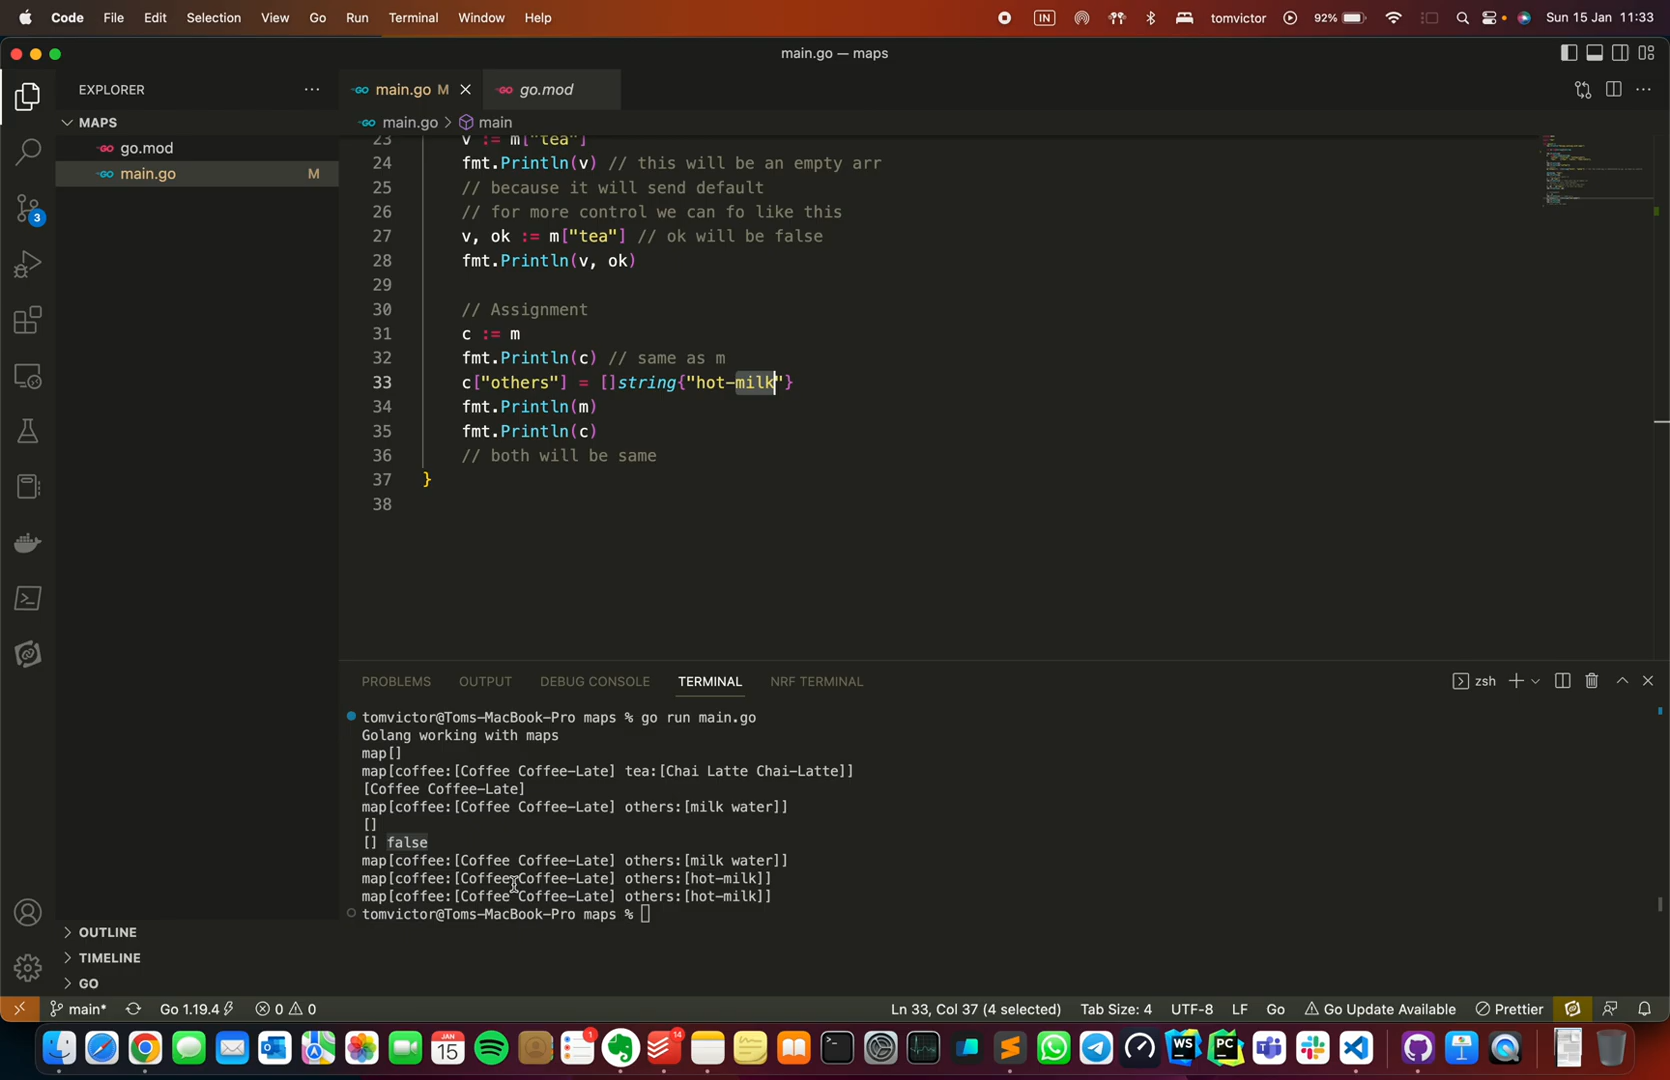 Code File Edit Selection View Go Run Terminal Window Help IN tomvictor 92% Sun 15 Jan 11:33
main.go — maps
EXPLORER
MAPS
go.mod
main.go M
main.go M go.mod
main.go > main
23 v := m["tea"]
24 fmt.Println(v) // this will be an empty arr
25 // because it will send default
26 // for more control we can fo like this
27 v, ok := m["tea"] // ok will be false
28 fmt.Println(v, ok)
29
30 // Assignment
31 c := m
32 fmt.Println(c) // same as m
33 c["others"] = []string{"hot-milk"}
34 fmt.Println(m)
35 fmt.Println(c)
36 // both will be same
37 }
38
PROBLEMS OUTPUT DEBUG CONSOLE TERMINAL NRF TERMINAL zsh
tomvictor@Toms-MacBook-Pro maps % go run main.go
Golang working with maps
map[]
map[coffee:[Coffee Coffee-Late] tea:[Chai Latte Chai-Latte]]
[Coffee Coffee-Late]
map[coffee:[Coffee Coffee-Late] others:[milk water]]
[]
[] false
map[coffee:[Coffee Coffee-Late] others:[milk water]]
map[coffee:[Coffee Coffee-Late] others:[hot-milk]]
map[coffee:[Coffee Coffee-Late] others:[hot-milk]]
tomvictor@Toms-MacBook-Pro maps %
3
OUTLINE
TIMELINE
GO
main* Go 1.19.4 0 0 Ln 33, Col 37 (4 selected) Tab Size: 4 UTF-8 LF Go Go Update Available Prettier
JAN
15
1
14
WS
PC